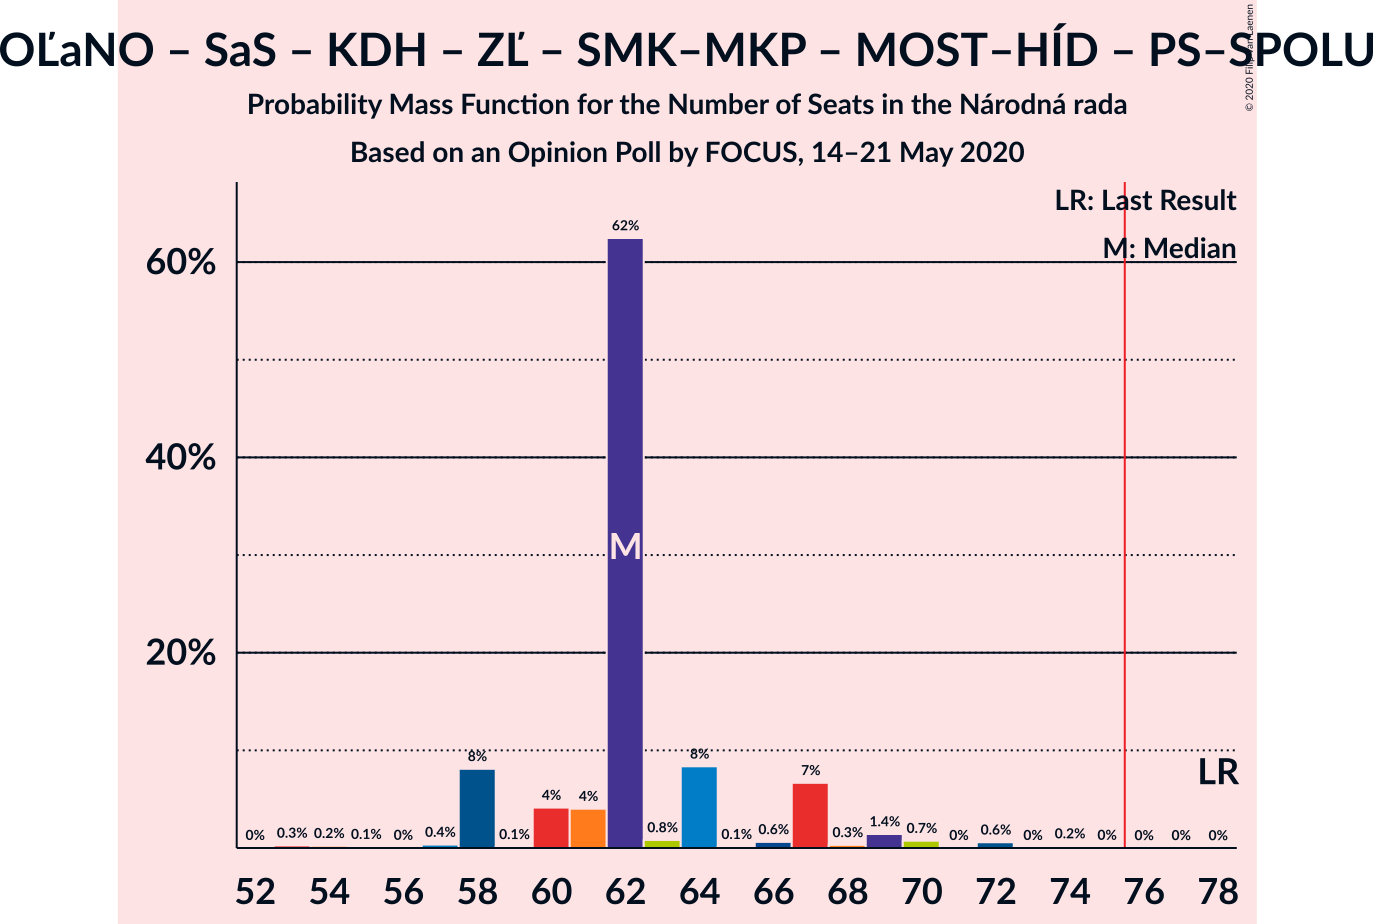 OĽaNO – SaS – KDH – ZĽ – SMK–MKP – MOST–HÍD – PS–SPOLU
© 2020 Filip van Laenen
Probability Mass Function for the Number of Seats in the Národná rada
Based on an Opinion Poll by FOCUS, 14–21 May 2020
LR: Last Result
M: Median
60%
40%
20%
0% 0.3% 0.2% 0.1% 0% 0.4% 8% 0.1% 4% 4% 62% 0.8% 8% 0.1% 0.6% 7% 0.3% 1.4% 0.7% 0% 0.6% 0% 0.2% 0% 0% 0% 0%
M
LR
52 54 56 58 60 62 64 66 68 70 72 74 76 78